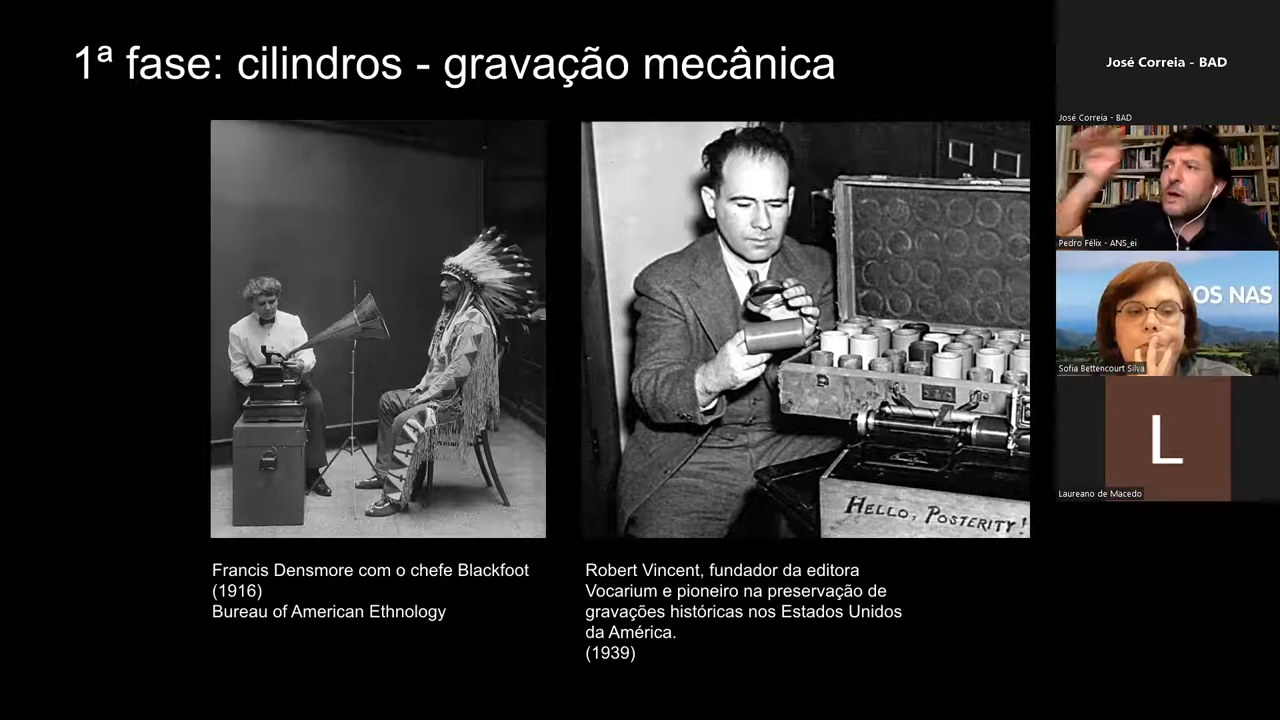 1ª fase: cilindros - gravação mecânica
HELLO, POSTERITY!
Francis Densmore com o chefe Blackfoot
(1916)
Bureau of American Ethnology
Robert Vincent, fundador da editora
Vocarium e pioneiro na preservação de
gravações históricas nos Estados Unidos
da América.
(1939)
José Correia - BAD
José Correia - BAD
Pedro Félix - ANS_ei
OS NAS
Sofia Bettencourt Silva
L
Laureano de Macedo